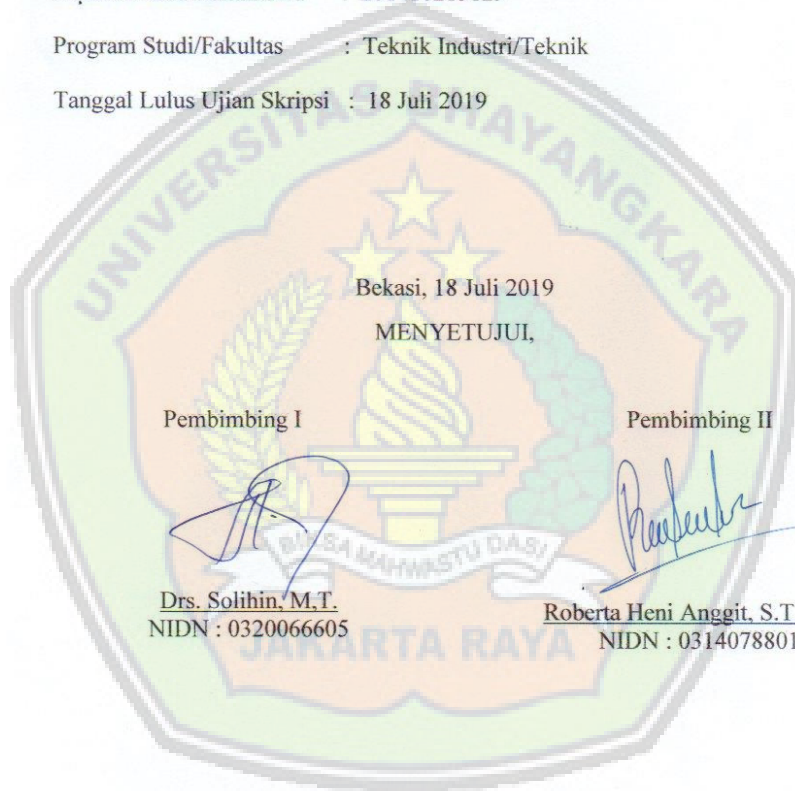 Program Studi/Fakultas : Teknik Industri/Teknik
Tanggal Lulus Ujian Skripsi : 18 Juli 2019
UNIVERSITAS BHAYANGKARA
Bekasi, 18 Juli 2019
MENYETUJUI,
Pembimbing I Pembimbing II
MAHWASTU DASI
Drs. Solihin, M,T. Roberta Heni Anggit, S.T
NIDN : 0320066605 NIDN : 0314078801
JAKARTA RAYA